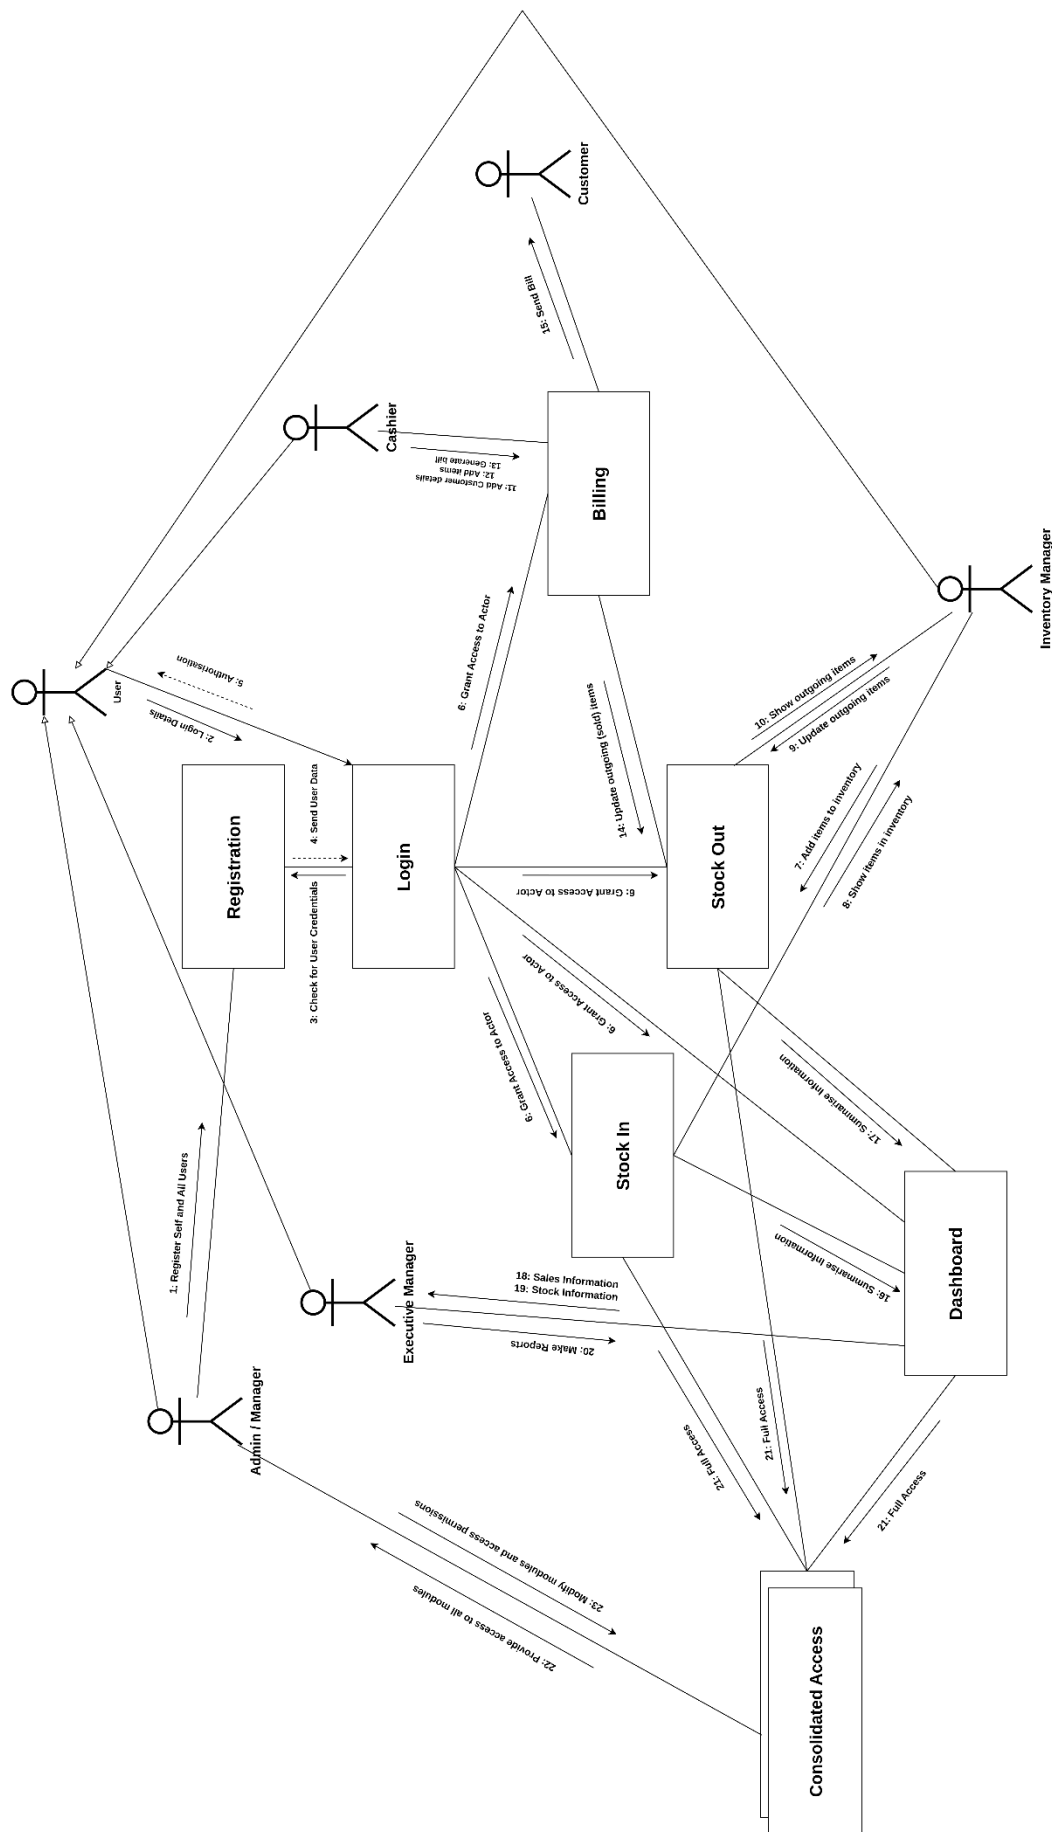 Customer
15: Send Bill
Cashier
13: Generate bill
12: Add items
11: Add Customer details
Billing
Inventory Manager
User
5: Authorisation
2: Login Details
6: Grant Access to Actor
10: Show outgoing items
9: Update outgoing items
14: Update outgoing (sold) items
4: Send User Data
Registration
Login
Stock Out
7: Add items to inventory
8: Show items in inventory
3: Check for User Credentials
6: Grant Access to Actor
6: Grant Access to Actor
6: Grant Access to Actor
17: Summarise Information
1: Register Self and All Users
Stock In
16: Summarise Information
Dashboard
Executive Manager
18: Sales Information
19: Stock Information
20: Make Reports
Admin / Manager
21: Full Access
21: Full Access
21: Full Access
23: Modify modules and access permissions
22: Provide access to all modules
Consolidated Access